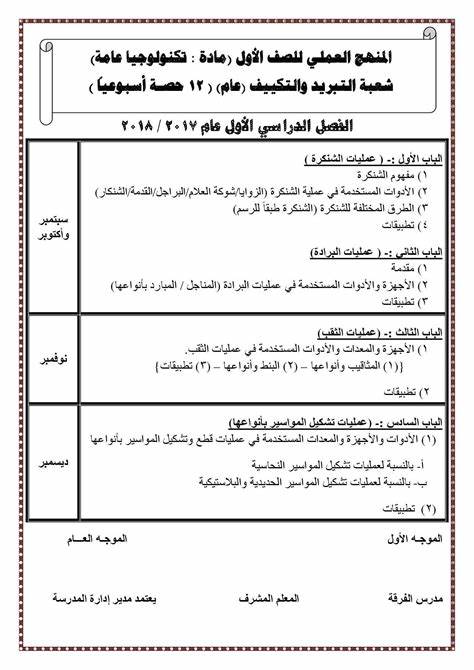 المنهج العملي للصف الأول (مادة : تكنولوجيا عامة)
شعبة التبريد والتكييف (عام) ( ١٢ حصة أسبوعياً )
الفصل الدراسي الأول عام ٢٠١٧ / ٢٠١٨
الباب الأول :- ( عمليات الشنكرة )
١) مفهوم الشنكرة
٢) الأدوات المستخدمة في عملية الشنكرة (الزوايا/شوكة العلام/البراجل/القدمة/الشنكار)
٣) الطرق المختلفة للشنكرة (الشنكرة طبقاً للرسم)
٤) تطبيقات
الباب الثاني :- ( عمليات البرادة)
١) مقدمة
٢) الأجهزة والأدوات المستخدمة في عمليات البرادة (المناجل / المبارد بأنواعها)
٣) تطبيقات
سبتمبر
وأكتوبر
الباب الثالث :- (عمليات الثقب)
١) الأجهزة والمعدات والأدوات المستخدمة في عمليات الثقب.
{(١) المثاقيب وأنواعها – (٢) البنط وأنواعها – (٣) تطبيقات}
٢) تطبيقات
نوفمبر
الباب السادس :- (عمليات تشكيل المواسير بأنواعها)
(١) الأدوات والأجهزة والمعدات المستخدمة في عمليات قطع وتشكيل المواسير بأنواعها
أ- بالنسبة لعمليات تشكيل المواسير النحاسية
ب- بالنسبة لعمليات تشكيل المواسير الحديدية والبلاستيكية
(٢) تطبيقات
ديسمبر
الموجه الأول
الموجه العـــام
مدرس الفرقة
المعلم المشرف
يعتمد مدير إدارة المدرسة